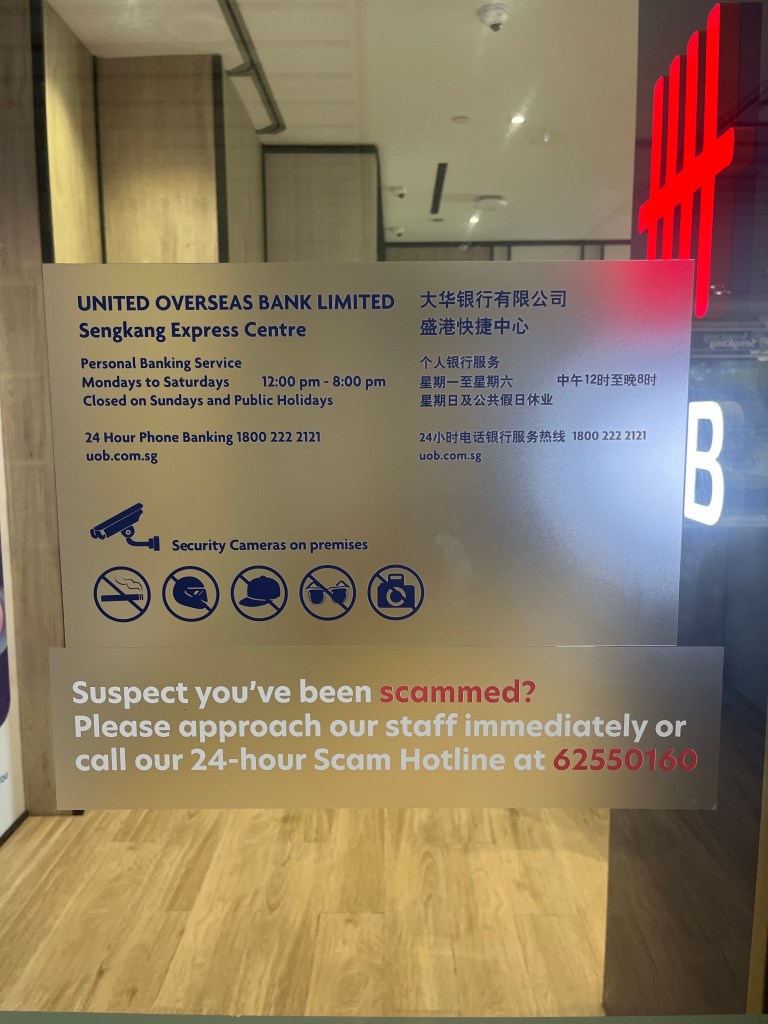 UNITED OVERSEAS BANK LIMITED
Sengkang Express Centre
Personal Banking Service
Mondays to Saturdays 12:00 pm - 8:00 pm
Closed on Sundays and Public Holidays
24 Hour Phone Banking 1800 222 2121
uob.com.sg
大华银行有限公司
盛港快捷中心
个人银行服务
星期一至星期六 中午12时至晚8时
星期日及公共假日休业
24小时电话银行服务热线 1800 222 2121
uob.com.sg
Security Cameras on premises
Suspect you've been scammed?
Please approach our staff immediately or
call our 24-hour Scam Hotline at 62550160
B